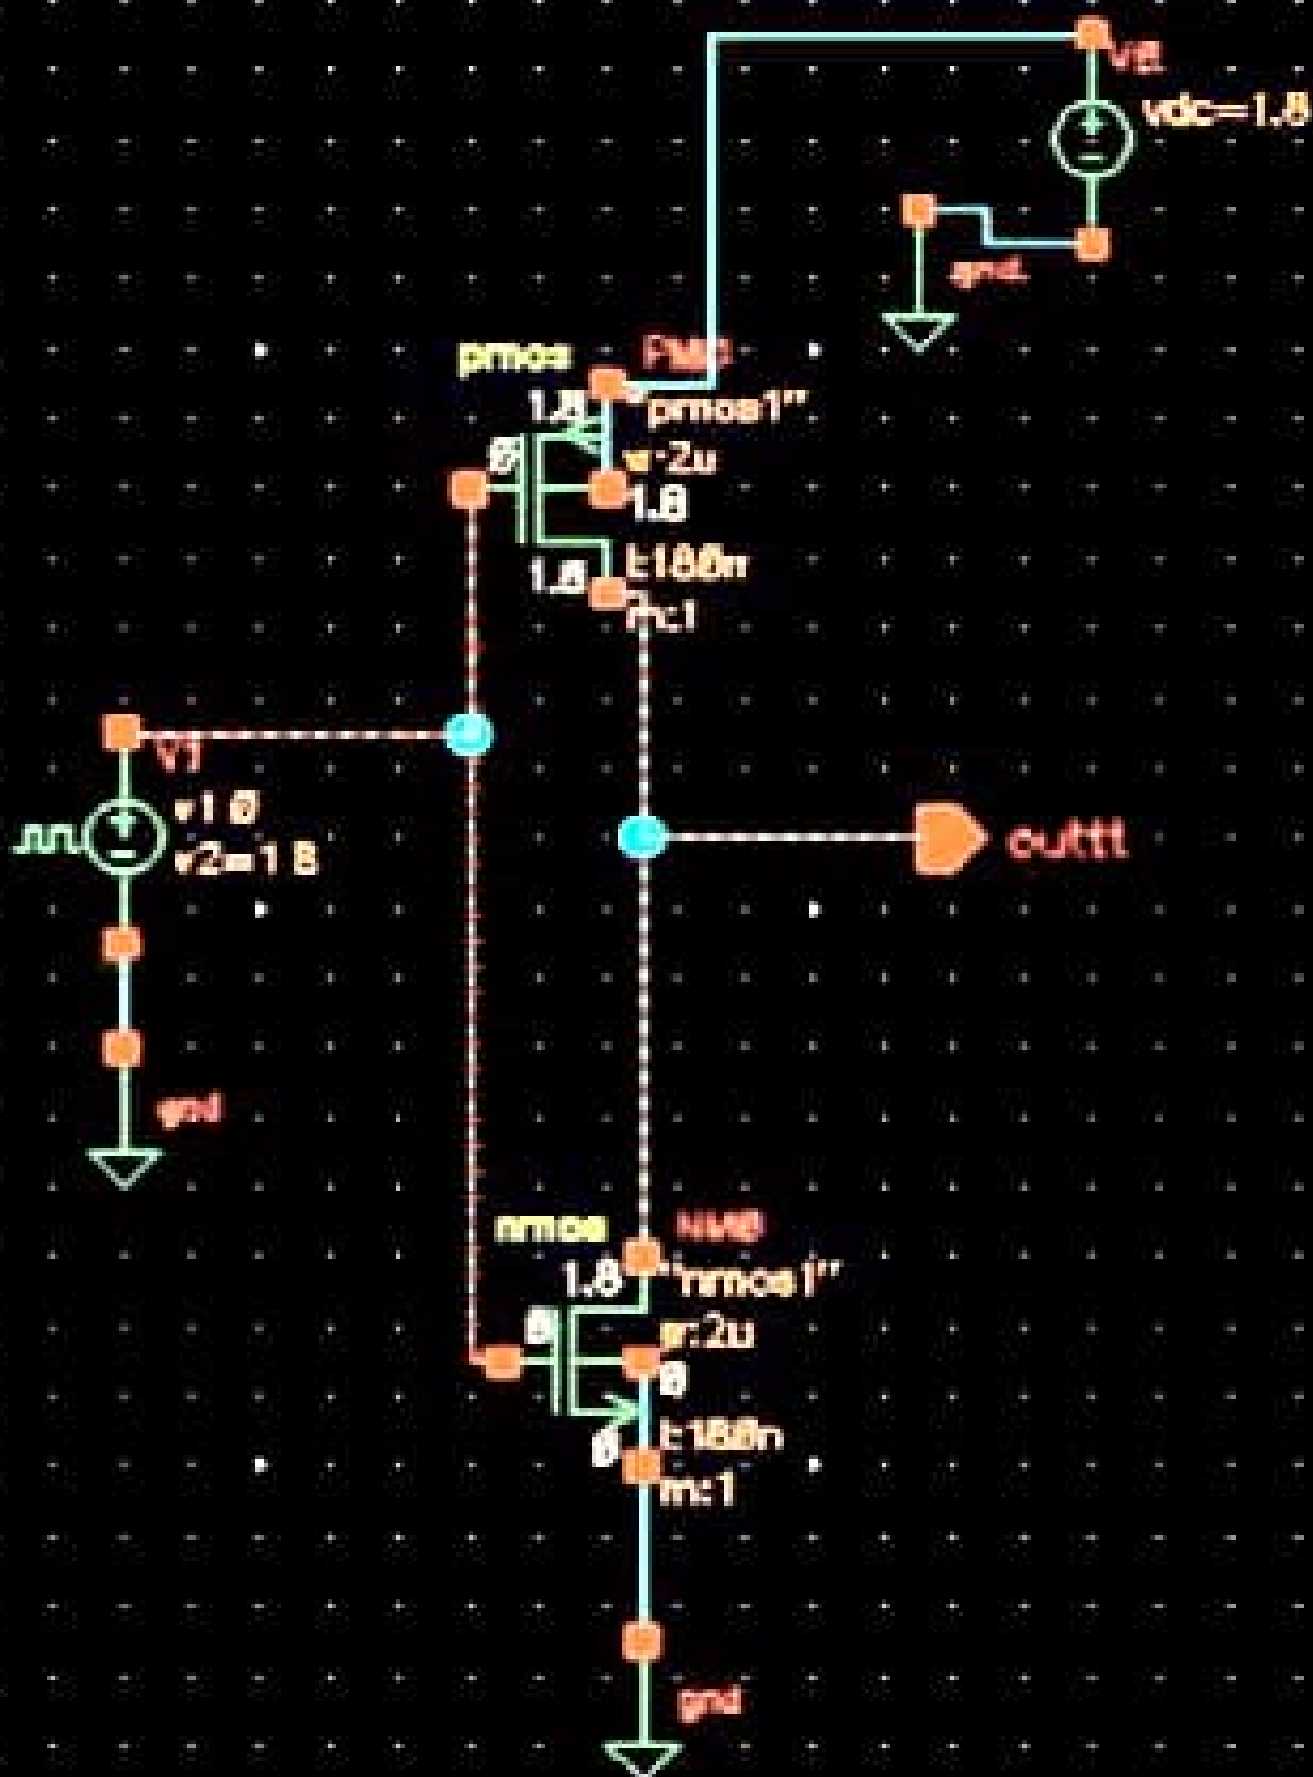 V0
vdc=1.8
gnd
pmos
PM0
1.8
"pmos1"
0
w:2u
1.8
l:180n
1.8
m:1
V1
v1 0
v2=1 8
outtt
gnd
nmos
NM0
1.8
"nmos1"
0
w:2u
0
l:180n
0
m:1
gnd